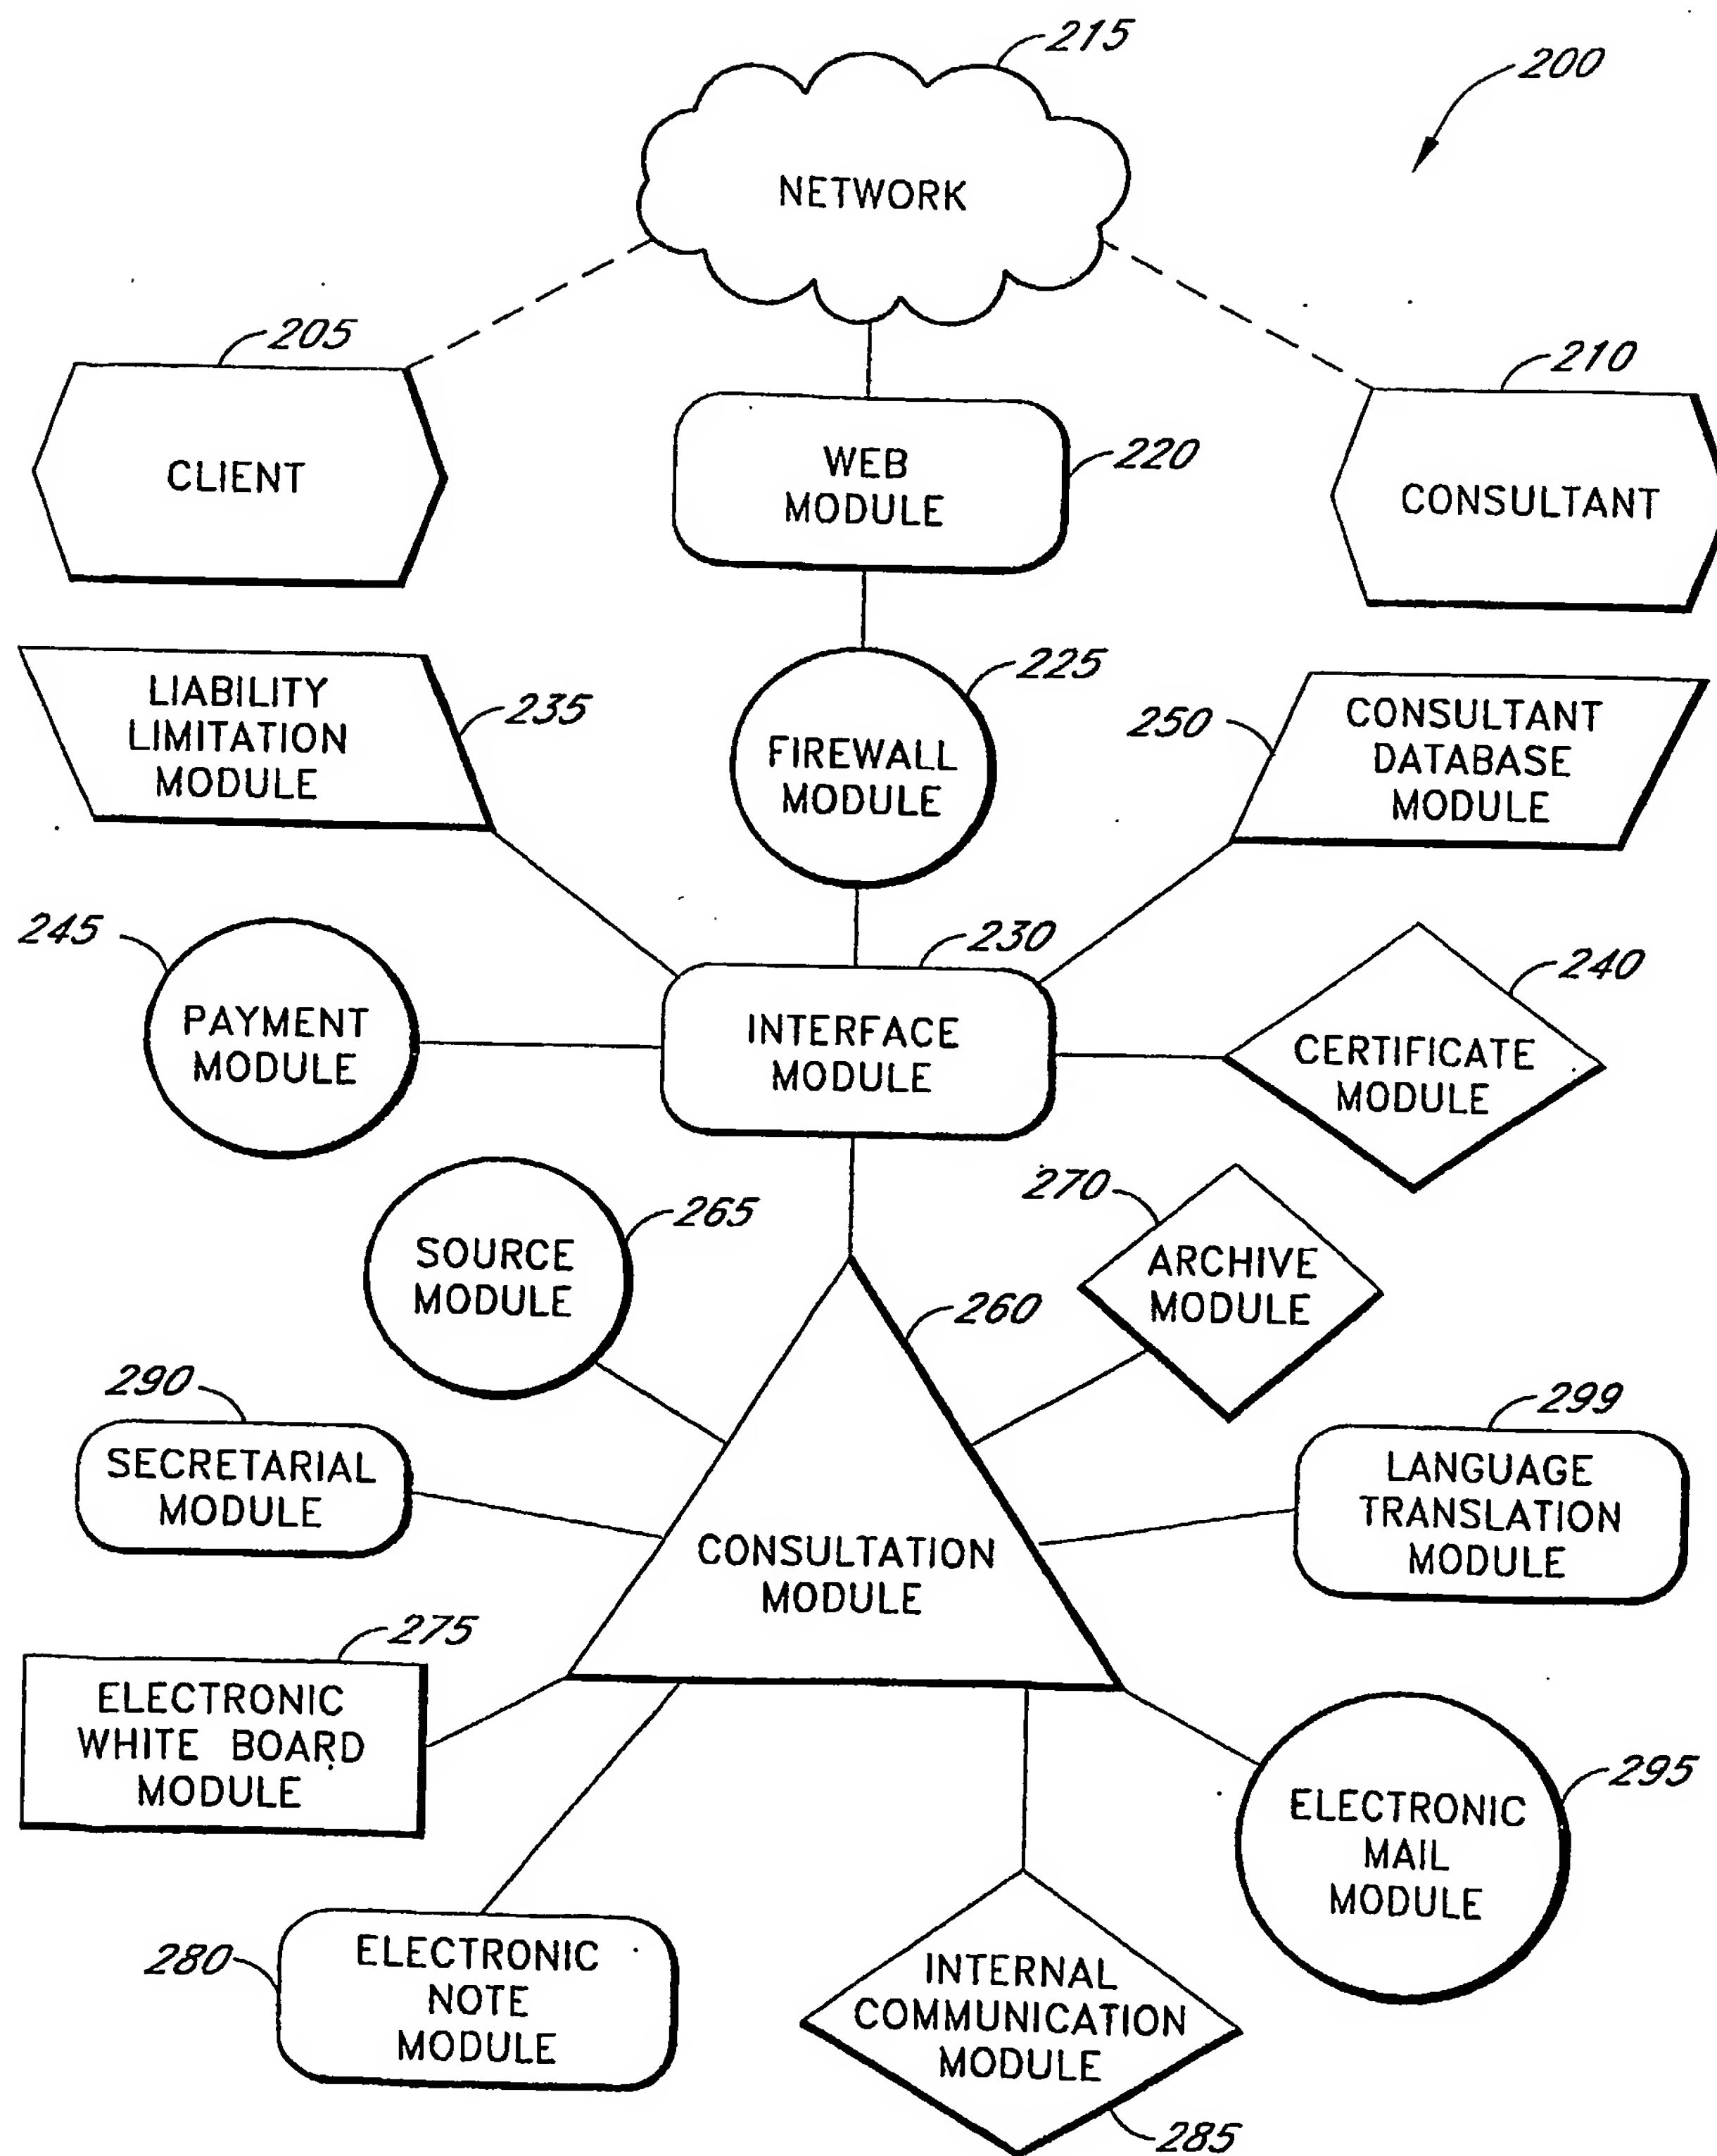 215
200
NETWORK
205
210
CLIENT
WEB
MODULE
220
CONSULTANT
LIABILITY
LIMITATION
MODULE
235
225
FIREWALL
MODULE
250
CONSULTANT
DATABASE
MODULE
245
230
240
PAYMENT
MODULE
INTERFACE
MODULE
CERTIFICATE
MODULE
265
270
SOURCE
MODULE
ARCHIVE
MODULE
260
290
299
SECRETARIAL
MODULE
LANGUAGE
TRANSLATION
MODULE
CONSULTATION
MODULE
275
ELECTRONIC
WHITE BOARD
MODULE
295
ELECTRONIC
MAIL
MODULE
280
ELECTRONIC
NOTE
MODULE
INTERNAL
COMMUNICATION
MODULE
285